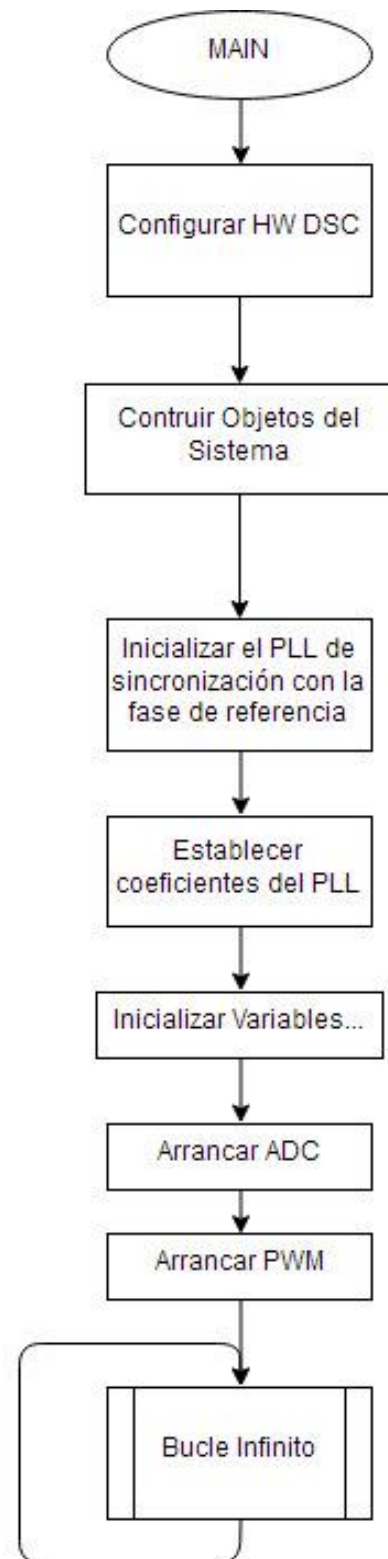 MAIN
Configurar HW DSC
Contruir Objetos del
Sistema
Inicializar el PLL de
sincronización con la
fase de referencia
Establecer
coeficientes del PLL
Inicializar Variables...
Arrancar ADC
Arrancar PWM
Bucle Infinito